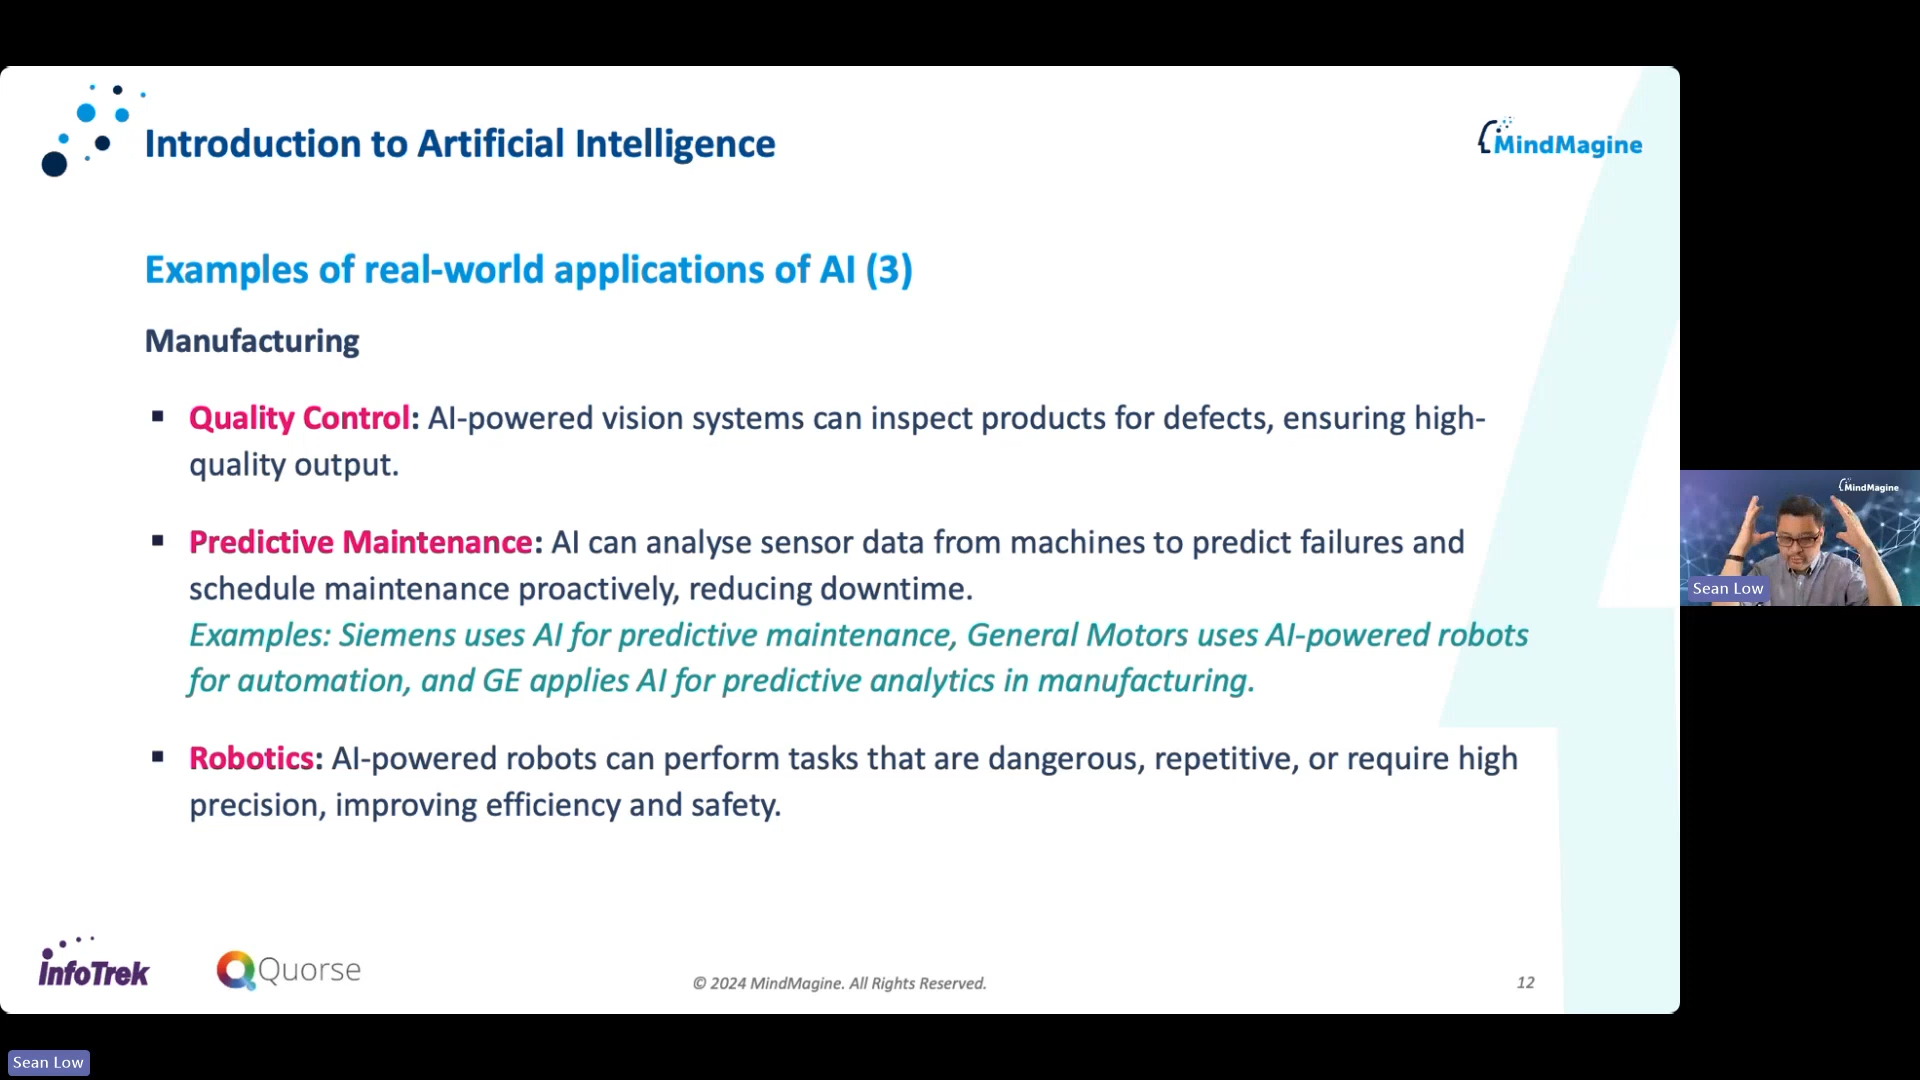 Introduction to Artificial Intelligence
MindMagine
Examples of real-world applications of AI (3)
Manufacturing
▪ Quality Control: AI-powered vision systems can inspect products for defects, ensuring high-
quality output.
▪ Predictive Maintenance: AI can analyse sensor data from machines to predict failures and
schedule maintenance proactively, reducing downtime.
Examples: Siemens uses AI for predictive maintenance, General Motors uses AI-powered robots
for automation, and GE applies AI for predictive analytics in manufacturing.
▪ Robotics: AI-powered robots can perform tasks that are dangerous, repetitive, or require high
precision, improving efficiency and safety.
infoTrek
Quorse
© 2024 MindMagine. All Rights Reserved.
12
MindMagine
Sean Low
Sean Low